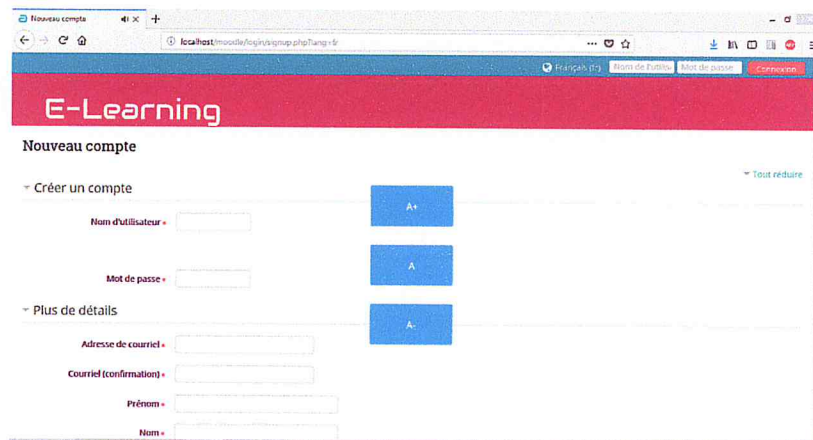 Nouveau compte
localhost/moodle/login/signup.php?lang=fr
Français (fr) Nom de l'utilis Mot de passe Connexion
E-Learning
Nouveau compte
Tout réduire
Créer un compte
A+
Nom d'utilisateur
A
Mot de passe
Plus de détails
A-
Adresse de courriel
Courriel (confirmation)
Prénom
Nom